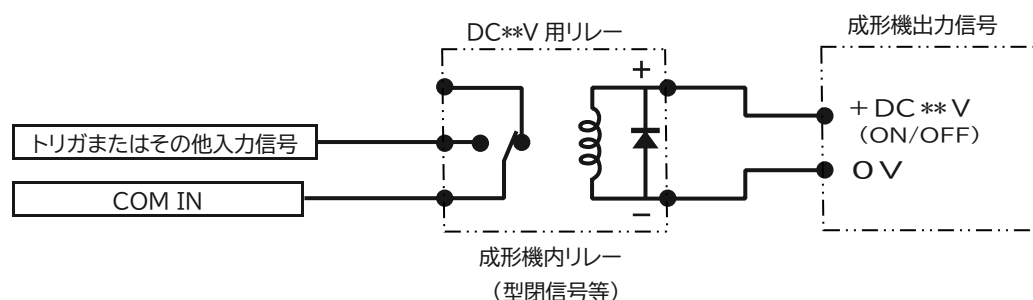 DC**V 用リレー
成形機出力信号
+
+DC ** V
(ON/OFF)
トリガまたはその他入力信号
0V
COM IN
−
成形機内リレー
(型閉信号等)